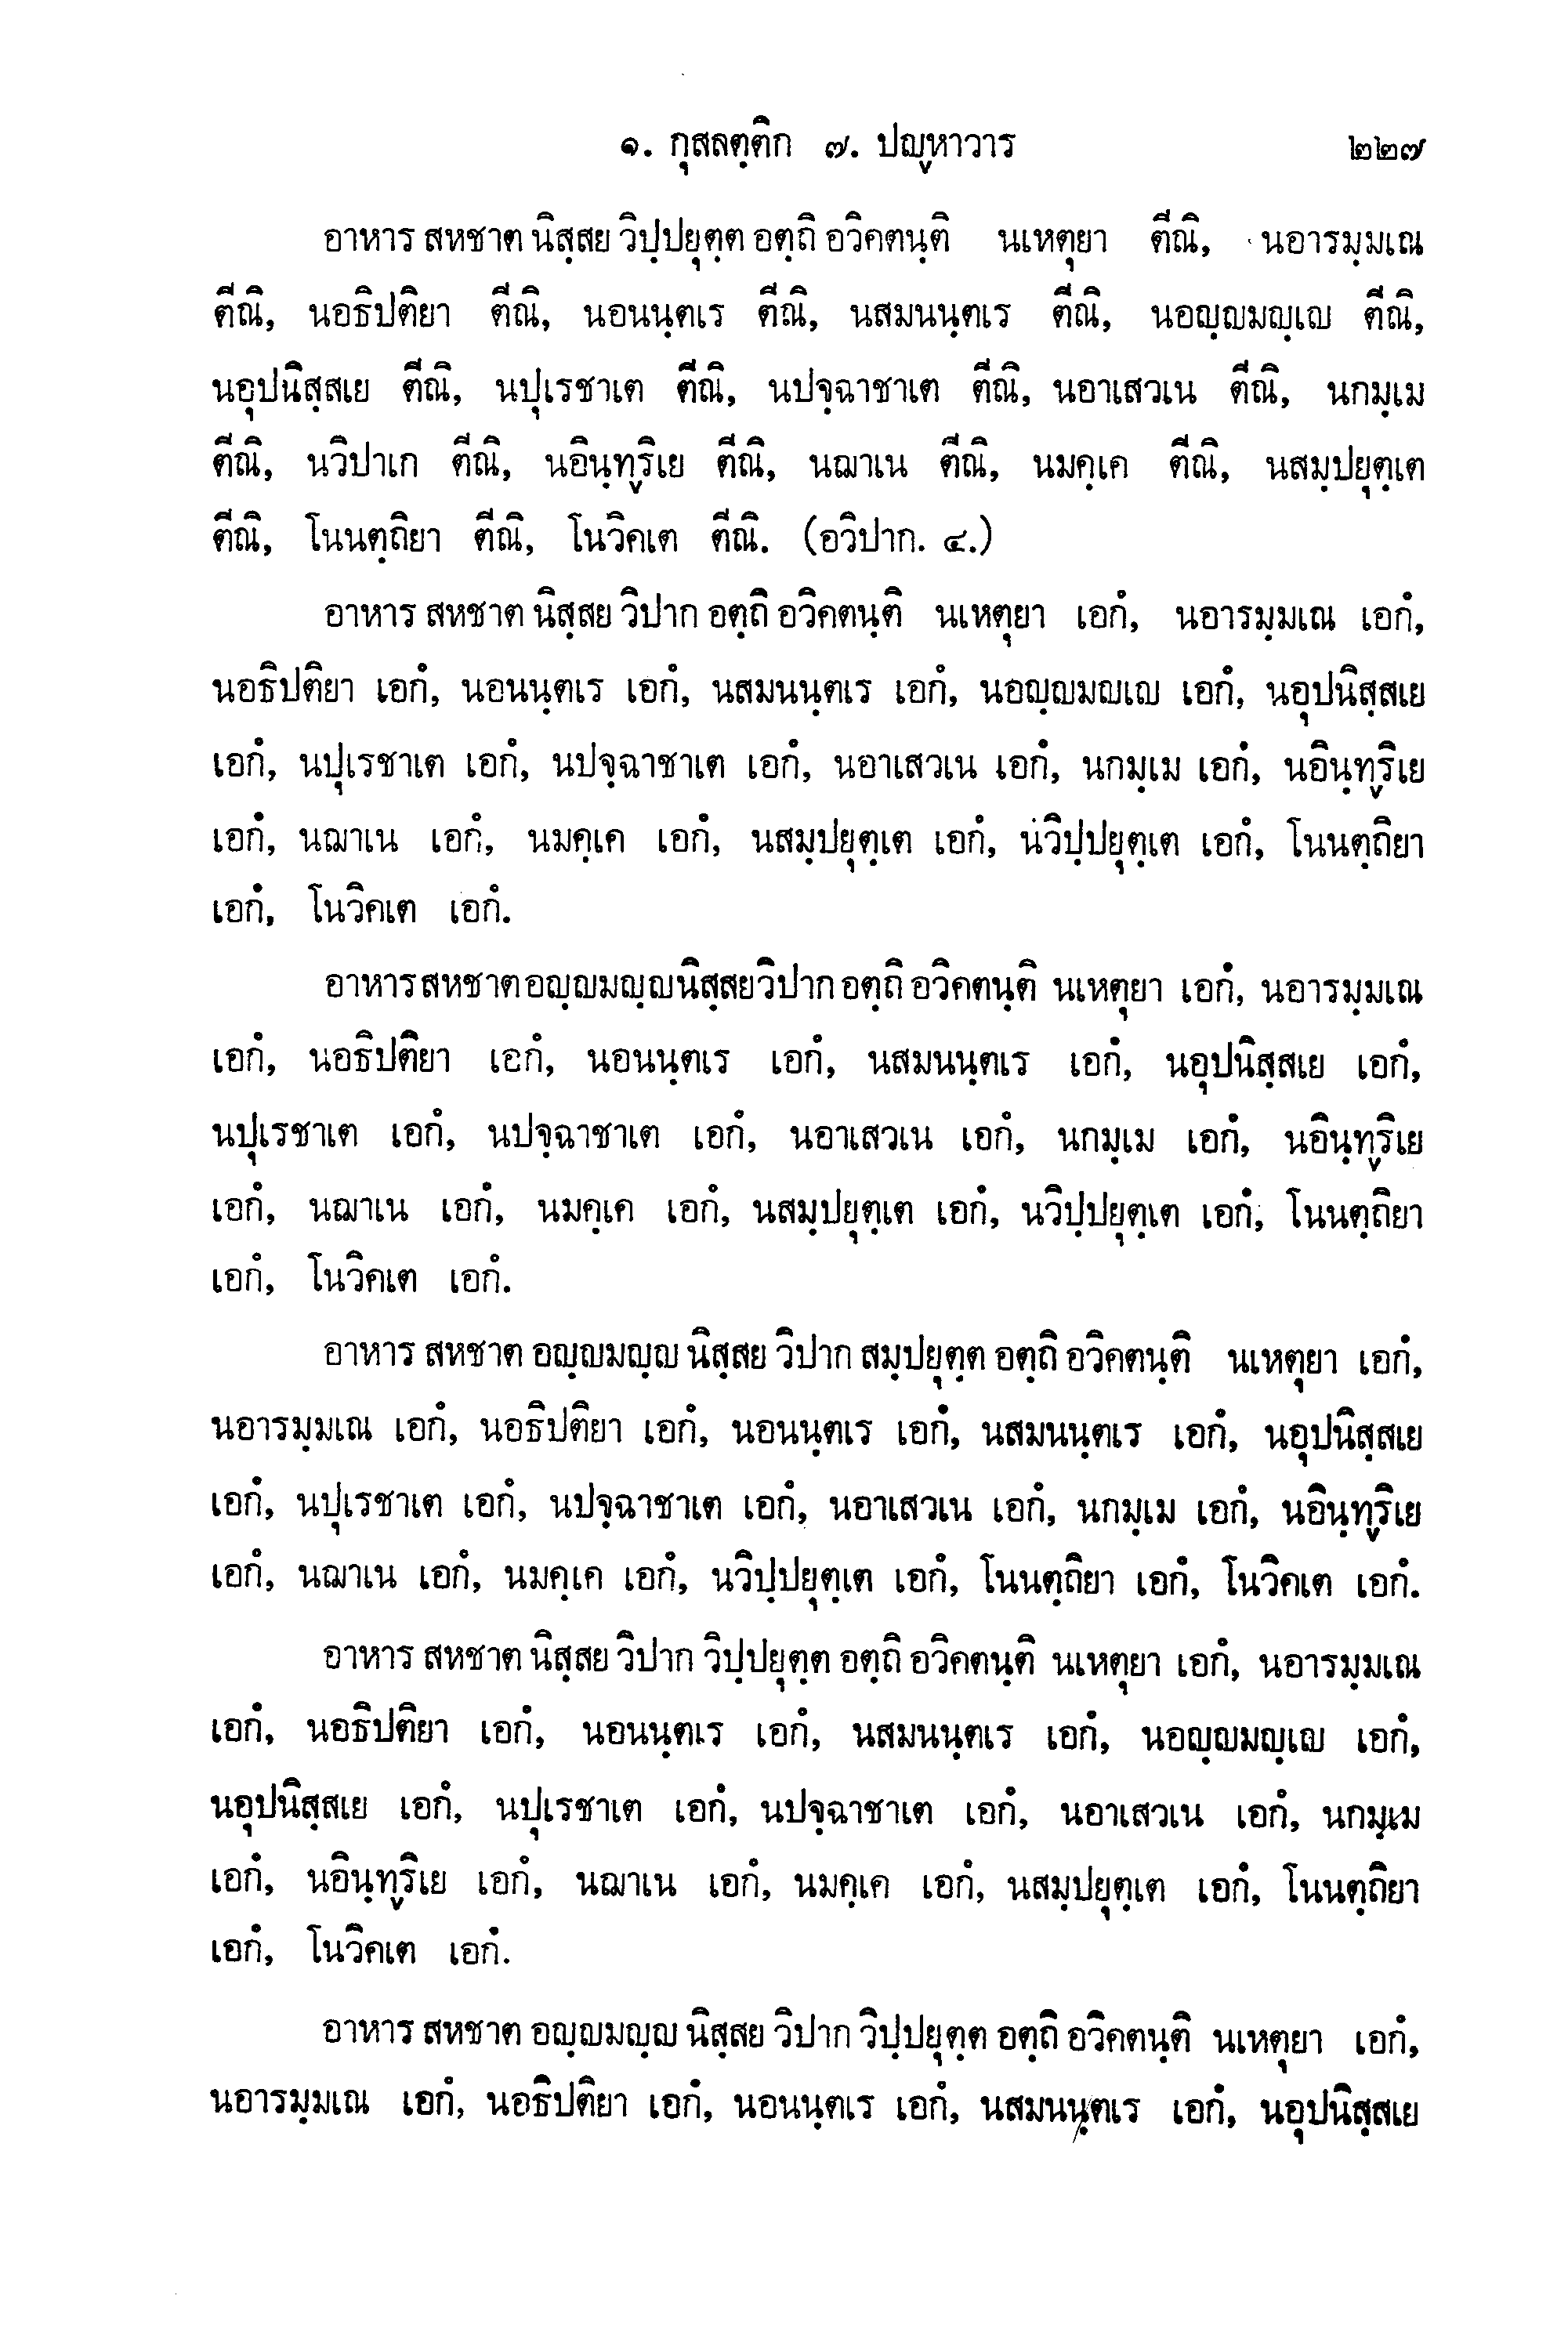 ๑. กุสลตฺติก ๗. ปญฺหาวาร ๒๒๗
อาหาร สหชาต นิสฺสย วิปฺปยุตฺต อตฺถิ อวิคตนฺติ นเหตุยา ตีณิ, นอารมฺมเณ
ตีณิ, นอธิปติยา ตีณิ, นอนนฺตเร ตีณิ, นสมนนฺตเร ตีณิ, นอญฺญมญฺเญ ตีณิ,
นอุปนิสฺสเย ตีณิ, นปุเรชาเต ตีณิ, นปจฺฉาชาเต ตีณิ, นอาเสวเน ตีณิ, นกมฺเม
ตีณิ, นวิปาเก ตีณิ, นอินฺทฺริเย ตีณิ, นฌาเน ตีณิ, นมคฺเค ตีณิ, นสมฺปยุตฺเต
ตีณิ, โนนตฺถิยา ตีณิ, โนวิคเต ตีณิ. (อวิปาก. ๔.)
อาหาร สหชาต นิสฺสย วิปาก อตฺถิ อวิคตนฺติ นเหตุยา เอกํ, นอารมฺมเณ เอกํ,
นอธิปติยา เอกํ, นอนนฺตเร เอกํ, นสมนนฺตเร เอกํ, นอญฺญมญเญ เอกํ, นอุปนิสฺสเย
เอกํ, นปุเรชาเต เอกํ, นปจฺฉาชาเต เอกํ, นอาเสวเน เอกํ, นกมฺเม เอกํ, นอินฺทฺริเย
เอกํ, นฌาเน เอกํ, นมคฺเค เอกํ, นสมฺปยุตฺเต เอกํ, นวิปฺปยุตฺเต เอกํ, โนนตฺถิยา
เอกํ, โนวิคเต เอกํ.
อาหาร สหชาต อญฺญมญฺญนิสฺสยวิปาก อตฺถิ อวิคตนฺติ นเหตุยา เอกํ, นอารมฺมเณ
เอกํ, นอธิปติยา เอกํ, นอนนฺตเร เอกํ, นสมนนฺตเร เอกํ, นอุปนิสฺสเย เอกํ,
นปุเรชาเต เอกํ, นปจฺฉาชาเต เอกํ, นอาเสวเน เอกํ, นกมฺเม เอกํ, นอินฺทฺริเย
เอกํ, นฌาเน เอกํ, นมคฺเค เอกํ, นสมฺปยุตฺเต เอกํ, นวิปฺปยุตฺเต เอกํ, โนนตฺถิยา
เอกํ, โนวิคเต เอกํ.
อาหาร สหชาต อญฺญมญฺญ นิสฺสย วิปาก สมฺปยุตฺต อตฺถิ อวิคตนฺติ นเหตุยา เอกํ,
นอารมฺมเณ เอกํ, นอธิปติยา เอกํ, นอนนฺตเร เอกํ, นสมนนฺตเร เอกํ, นอุปนิสฺสเย
เอกํ, นปุเรชาเต เอกํ, นปจฺฉาชาเต เอกํ, นอาเสวเน เอกํ, นกมฺเม เอกํ, นอินฺทฺริเย
เอกํ, นฌาเน เอกํ, นมคฺเค เอกํ, นวิปฺปยุตฺเต เอกํ, โนนตฺถิยา เอกํ, โนวิคเต เอกํ.
อาหาร สหชาต นิสฺสย วิปาก วิปฺปยุตฺต อตฺถิ อวิคตนฺติ นเหตุยา เอกํ, นอารมฺมเณ
เอกํ, นอธิปติยา เอกํ, นอนนฺตเร เอกํ, นสมนนฺตเร เอกํ, นอญฺญมญฺเญ เอกํ,
นอุปนิสฺสเย เอกํ, นปุเรชาเต เอกํ, นปจฺฉาชาเต เอกํ, นอาเสวเน เอกํ, นกมฺเม
เอกํ, นอินฺทฺริเย เอกํ, นฌาเน เอกํ, นมคฺเค เอกํ, นสมฺปยุตฺเต เอกํ, โนนตฺถิยา
เอกํ, โนวิคเต เอกํ.
อาหาร สหชาต อญฺญมญฺญ นิสฺสย วิปาก วิปฺปยุตฺต อตฺถิ อวิคตนฺติ นเหตุยา เอกํ,
นอารมฺมเณ เอกํ, นอธิปติยา เอกํ, นอนนฺตเร เอกํ, นสมนนฺตเร เอกํ, นอุปนิสฺสเย